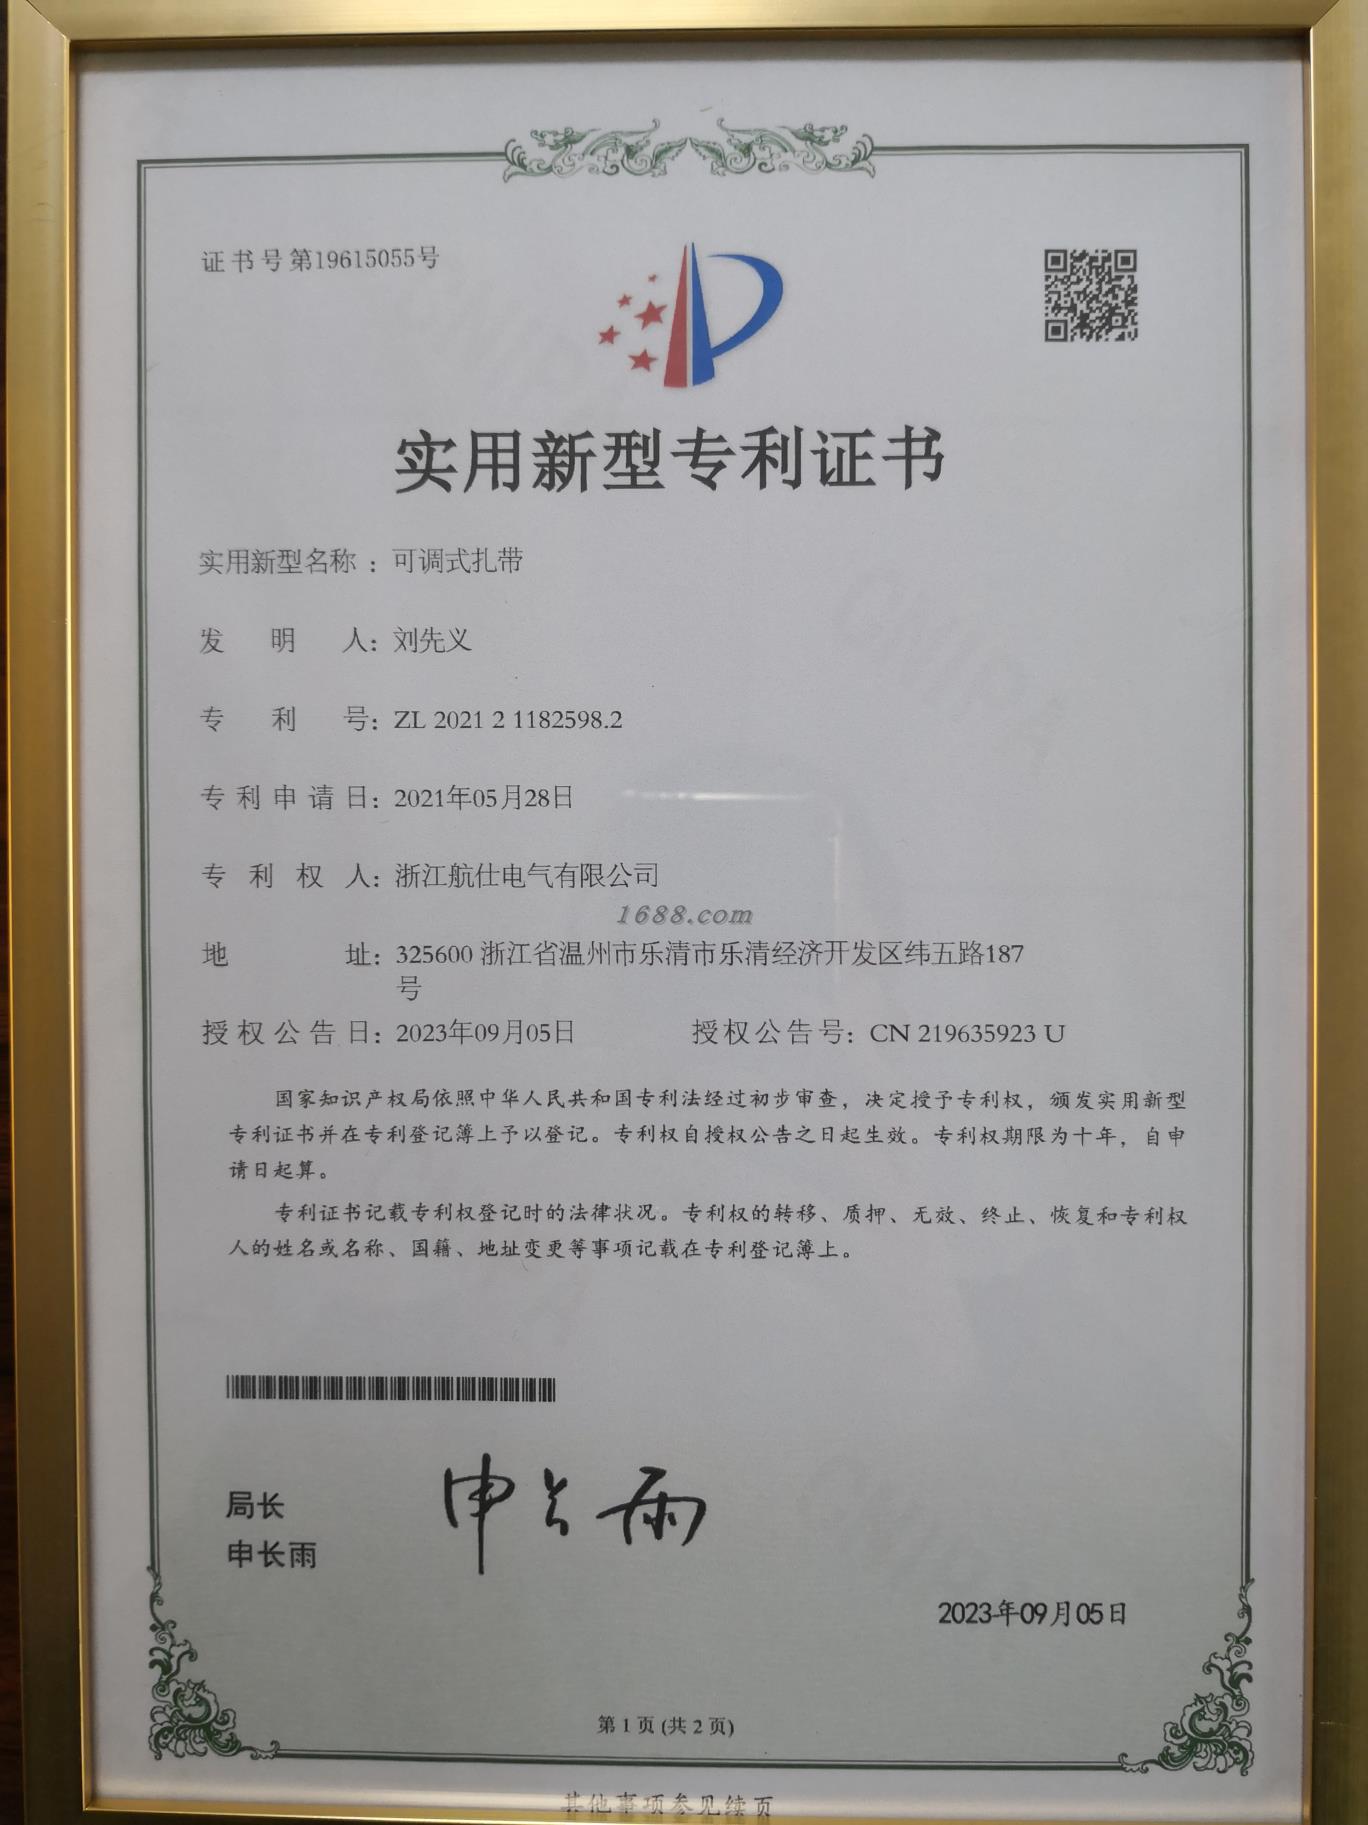 证书号第19615055号
实用新型专利证书
实用新型名称：可调式扎带
发明人：刘先义
专利号：ZL 2021 2 1182598.2
专利申请日：2021年05月28日
专利权人：浙江航仕电气有限公司
1688.com
地址：325600 浙江省温州市乐清市乐清经济开发区纬五路187
号
授权公告日：2023年09月05日 授权公告号：CN 219635923 U
国家知识产权局依照中华人民共和国专利法经过初步审查，决定授予专利权，颁发实用新型
专利证书并在专利登记簿上予以登记。专利权自授权公告之日起生效。专利权期限为十年，自申
请日起算。
专利证书记载专利权登记时的法律状况。专利权的转移、质押、无效、终止、恢复和专利权
人的姓名或名称、国籍、地址变更等事项记载在专利登记簿上。
局长
申长雨
申长雨
2023年09月05日
第 1 页 (共 2 页)
其他事项参见续页